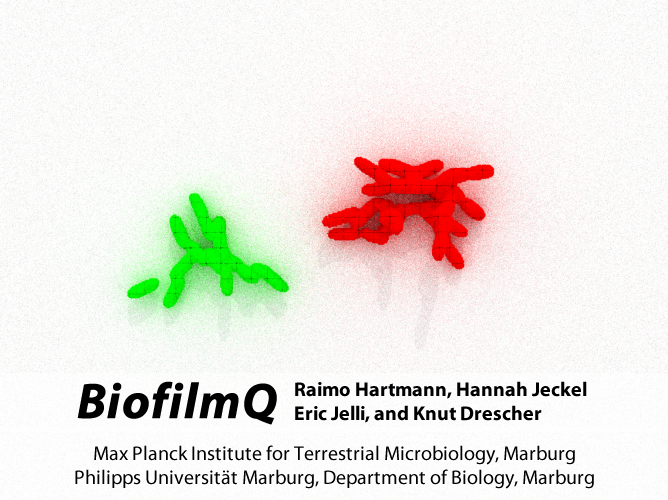 BiofilmQ
Raimo Hartmann, Hannah Jeckel
Eric Jelli, and Knut Drescher
Max Planck Institute for Terrestrial Microbiology, Marburg
Philipps Universität Marburg, Department of Biology, Marburg